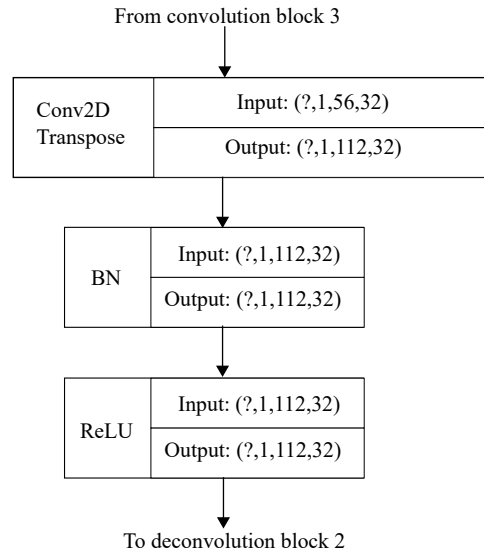 From convolution block 3
Conv2D
Transpose
Input: (?,1,56,32)
Output: (?,1,112,32)
BN
Input: (?,1,112,32)
Output: (?,1,112,32)
ReLU
Input: (?,1,112,32)
Output: (?,1,112,32)
To deconvolution block 2